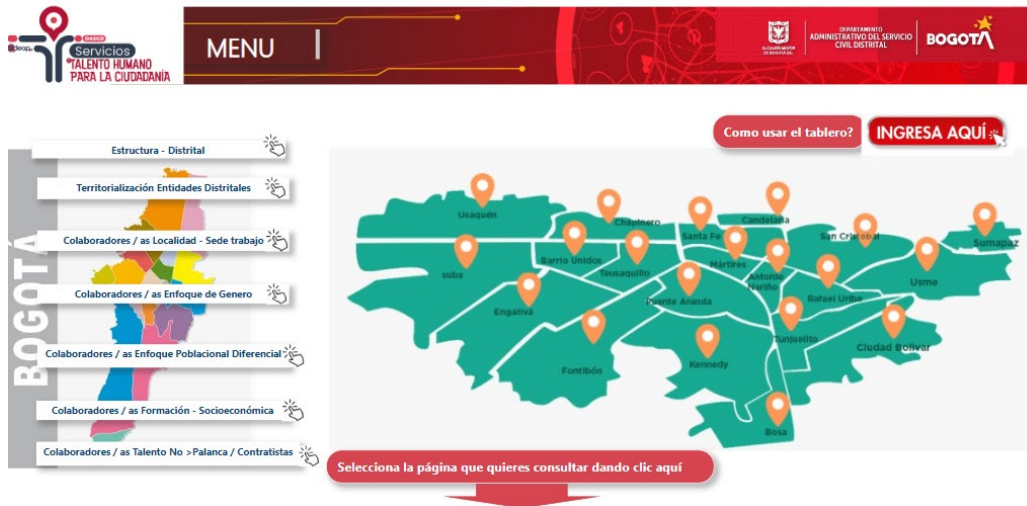 sideap
DASCD
Servicios
TALENTO HUMANO
PARA LA CIUDADANÍA
MENU
ALCALDÍA MAYOR
DE BOGOTÁ D.C.
DEPARTAMENTO
ADMINISTRATIVO DEL SERVICIO
CIVIL DISTRITAL
BOGOTÁ
Como usar el tablero?
INGRESA AQUÍ
BOGOTÁ
Estructura - Distrital
Territorialización Entidades Distritales
Colaboradores / as Localidad - Sede trabajo
Colaboradores / as Enfoque de Genero
Colaboradores / as Enfoque Poblacional Diferencial
Colaboradores / as Formación - Socioeconómica
Colaboradores / as Talento No >Palanca / Contratistas
Usaquén
Chapinero
Santa Fe
Candelaria
San Cristobal
Sumapaz
suba
Barrio Unidos
Teusaquillo
Mártires
Antonio
Nariño
Rafael Uribe
Usme
Engativá
Puente Aranda
Tunjuelito
Ciudad Bolivar
Fontibón
Kennedy
Bosa
Selecciona la página que quieres consultar dando clic aquí